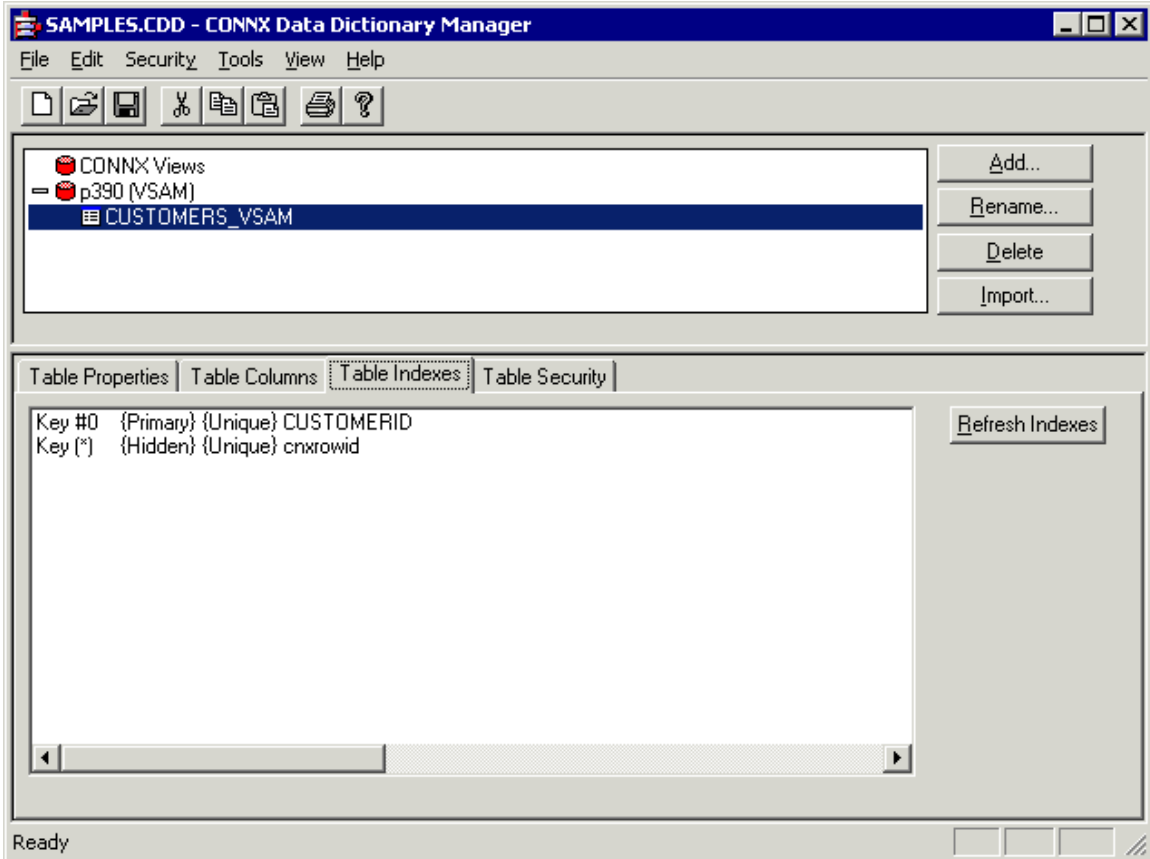 SAMPLES.CDD - CONNX Data Dictionary Manager
File Edit Security Tools View Help
CONNX Views
p390 (VSAM)
CUSTOMERS_VSAM
Add...
Rename...
Delete
Import...
Table Properties Table Columns Table Indexes Table Security
Key #0 {Primary} {Unique} CUSTOMERID
Key (*) {Hidden} {Unique} cnxrowid
Refresh Indexes
Ready